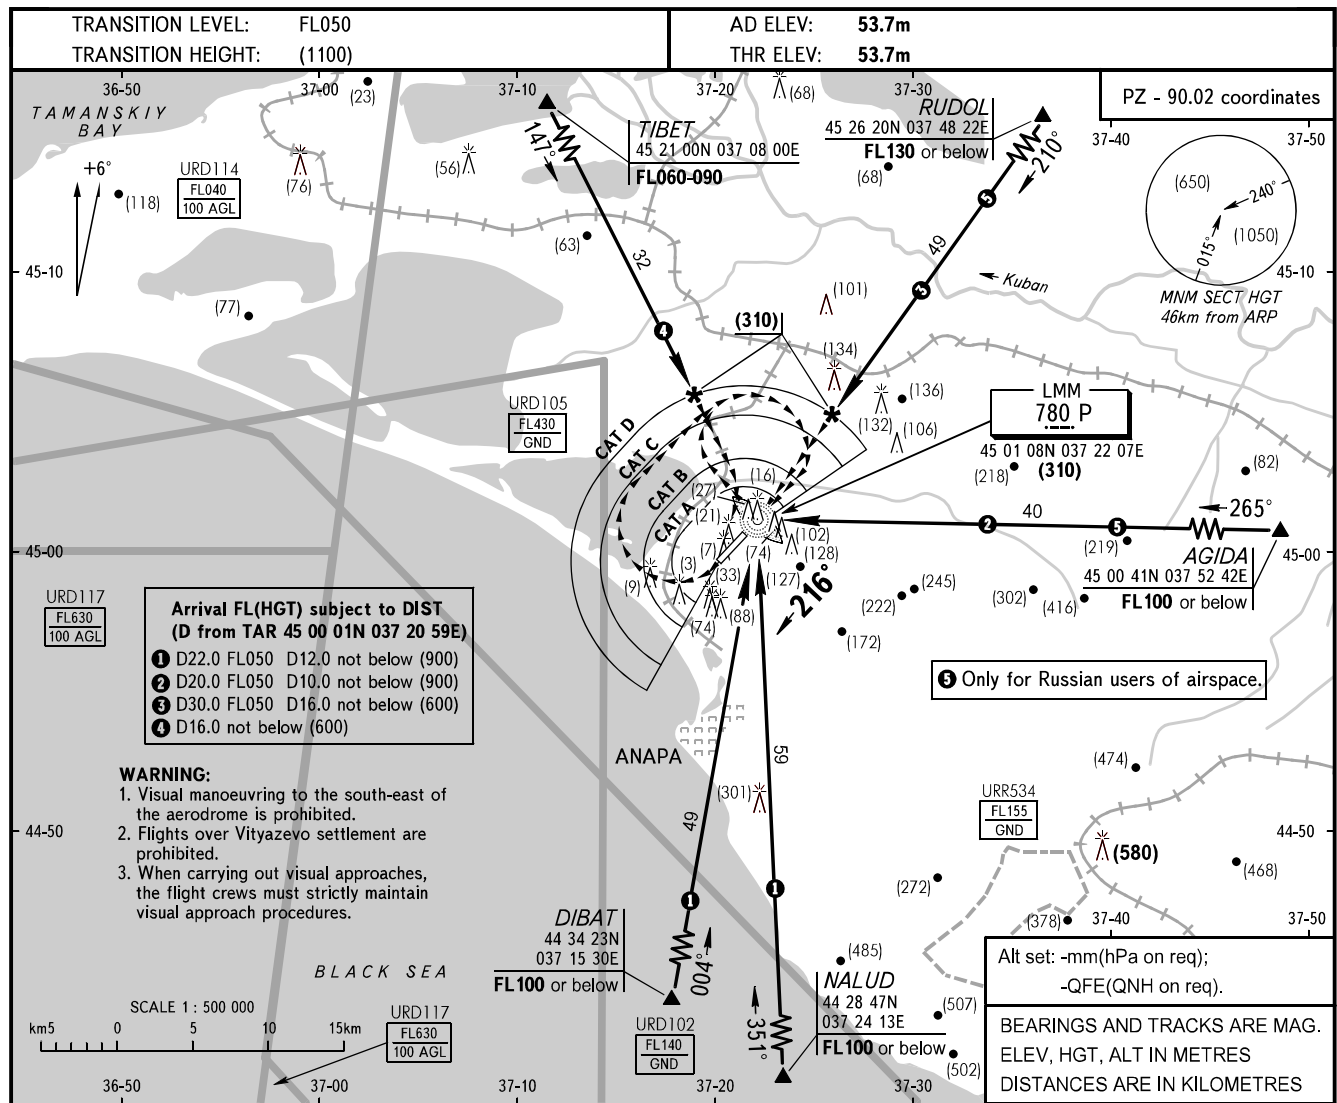 TRANSITION LEVEL: FL050
TRANSITION HEIGHT: (1100)
AD ELEV: 53.7m
THR ELEV: 53.7m
36-50
37-00
37-10
37-20
37-30
PZ - 90.02 coordinates
37-40
37-50
TAMANSKIY
BAY
(23)
(68)
RUDOL
45 26 20N 037 48 22E
FL130 or below
210°
TIBET
45 21 00N 037 08 00E
FL060-090
147°
+6°
URD114
FL040
100 AGL
(118)
(76)
(56)
(68)
(650)
240°
(1050)
015°
MNM SECT HGT
46km from ARP
5
49
(63)
32
45-10
45-10
3
Kuban
(77)
(101)
(310)
4
(134)
URD105
FL430
GND
CAT D
CAT C
CAT B
CAT A
(136)
(132)
(106)
LMM
780 P
45 01 08N 037 22 07E
(310)
(218)
(82)
(16)
(27)
(21)
(7)
(3)
(9)
(33)
(74)
(74)
(88)
(102)
(128)
(127)
216°
40
2
5
265°
(219)
AGIDA
45 00 41N 037 52 42E
FL100 or below
45-00
45-00
(245)
(222)
(302)
(416)
(172)
URD117
FL630
100 AGL
Arrival FL(HGT) subject to DIST
(D from TAR 45 00 01N 037 20 59E)
1 D22.0 FL050 D12.0 not below (900)
2 D20.0 FL050 D10.0 not below (900)
3 D30.0 FL050 D16.0 not below (600)
4 D16.0 not below (600)
5 Only for Russian users of airspace.
ANAPA
59
(301)
49
(474)
WARNING:
1. Visual manoeuvring to the south-east of
the aerodrome is prohibited.
2. Flights over Vityazevo settlement are
prohibited.
3. When carrying out visual approaches,
the flight crews must strictly maintain
visual approach procedures.
URR534
FL155
GND
44-50
44-50
(580)
(468)
(272)
(378)
37-40
37-50
1
1
DIBAT
44 34 23N
037 15 30E
FL100 or below
004°
(485)
NALUD
44 28 47N
037 24 13E
FL100 or below
351°
(507)
(502)
BLACK SEA
SCALE 1 : 500 000
km5 0 5 10 15km
URD117
FL630
100 AGL
URD102
FL140
GND
Alt set: -mm(hPa on req);
-QFE(QNH on req).
BEARINGS AND TRACKS ARE MAG.
ELEV, HGT, ALT IN METRES
DISTANCES ARE IN KILOMETRES
36-50
37-00
37-10
37-20
37-30